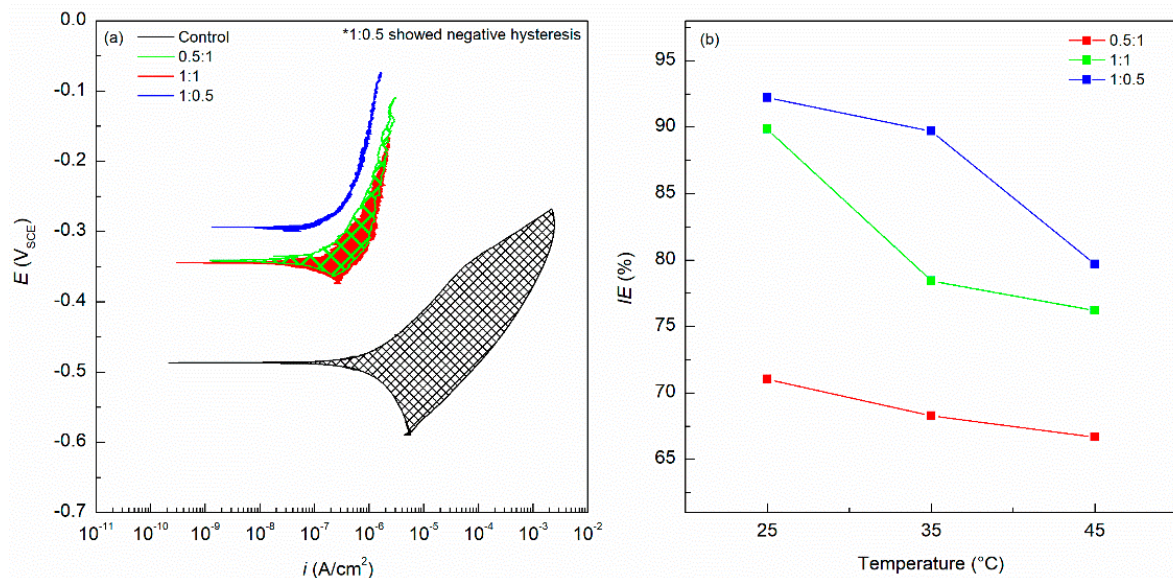 (a)
Control
0.5:1
1:1
1:0.5
*1:0.5 showed negative hysteresis
0.0
-0.1
-0.2
-0.3
-0.4
-0.5
-0.6
-0.7
E (V_SCE)
10⁻¹¹ 10⁻¹⁰ 10⁻⁹ 10⁻⁸ 10⁻⁷ 10⁻⁶ 10⁻⁵ 10⁻⁴ 10⁻³ 10⁻²
i (A/cm²)
(b)
0.5:1
1:1
1:0.5
95
90
85
80
75
70
65
IE (%)
25 35 45
Temperature (°C)